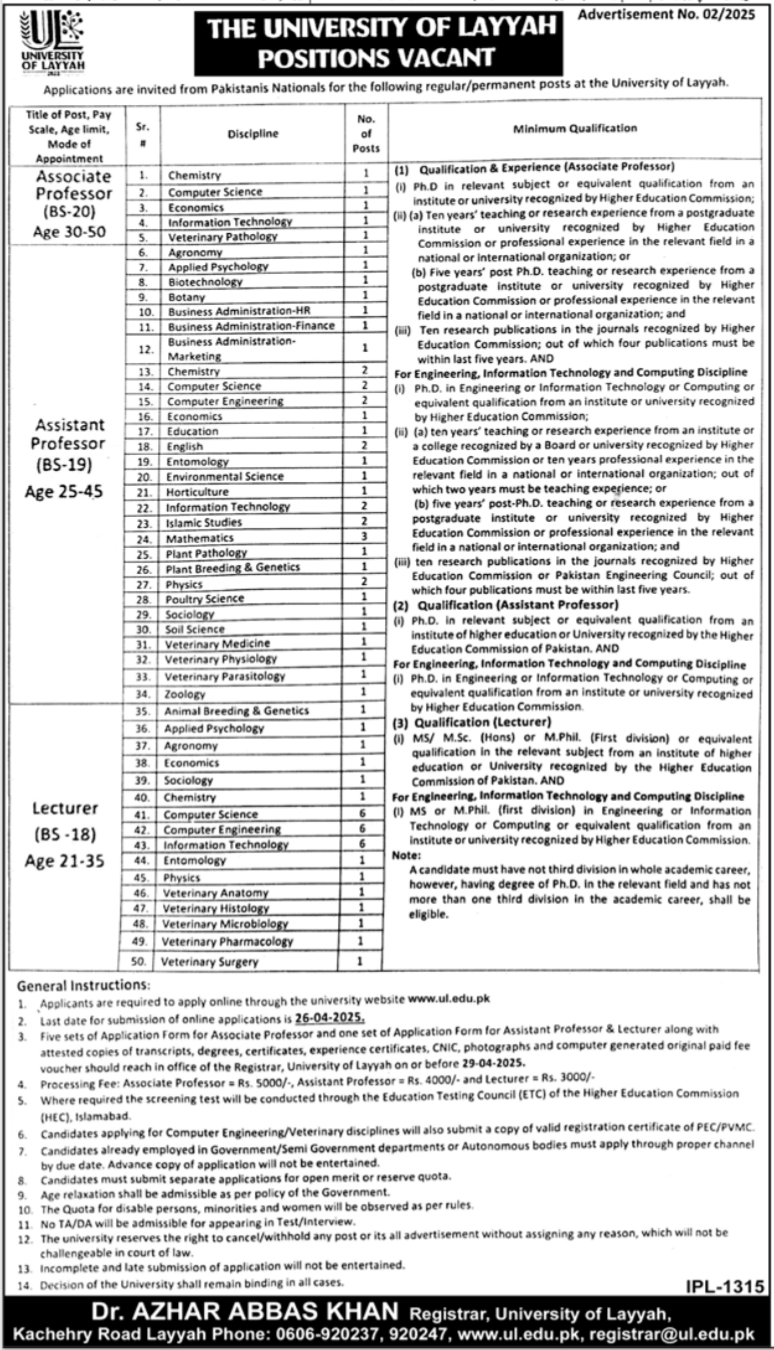 UNIVERSITY
OF LAYYAH
THE UNIVERSITY OF LAYYAH
POSITIONS VACANT
Advertisement No. 02/2025
Applications are invited from Pakistanis Nationals for the following regular/permanent posts at the University of Layyah.
Title of Post, Pay
Scale, Age limit,
Mode of
Appointment
Sr.
#
Discipline
No.
of
Posts
Minimum Qualification
Associate
Professor
(BS-20)
Age 30-50
1. Chemistry 1
2. Computer Science 1
3. Economics 1
4. Information Technology 1
5. Veterinary Pathology 1
Assistant
Professor
(BS-19)
Age 25-45
6. Agronomy 1
7. Applied Psychology 1
8. Biotechnology 1
9. Botany 1
10. Business Administration-HR 1
11. Business Administration-Finance 1
12. Business Administration-
Marketing 1
13. Chemistry 2
14. Computer Science 2
15. Computer Engineering 2
16. Economics 1
17. Education 1
18. English 2
19. Entomology 1
20. Environmental Science 1
21. Horticulture 1
22. Information Technology 2
23. Islamic Studies 2
24. Mathematics 3
25. Plant Pathology 1
26. Plant Breeding & Genetics 1
27. Physics 2
28. Poultry Science 1
29. Sociology 1
30. Soil Science 1
31. Veterinary Medicine 1
32. Veterinary Physiology 1
33. Veterinary Parasitology 1
34. Zoology 1
Lecturer
(BS -18)
Age 21-35
35. Animal Breeding & Genetics 1
36. Applied Psychology 1
37. Agronomy 1
38. Economics 1
39. Sociology 1
40. Chemistry 1
41. Computer Science 6
42. Computer Engineering 6
43. Information Technology 6
44. Entomology 1
45. Physics 1
46. Veterinary Anatomy 1
47. Veterinary Histology 1
48. Veterinary Microbiology 1
49. Veterinary Pharmacology 1
50. Veterinary Surgery 1
(1) Qualification & Experience (Associate Professor)
(i) Ph.D in relevant subject or equivalent qualification from an
institute or university recognized by Higher Education Commission;
(ii) (a) Ten years' teaching or research experience from a postgraduate
institute or university recognized by Higher Education
Commission or professional experience in the relevant field in a
national or international organization; or
(b) Five years' post Ph.D. teaching or research experience from a
postgraduate institute or university recognized by Higher
Education Commission or professional experience in the relevant
field in a national or international organization; and
(iii) Ten research publications in the journals recognized by Higher
Education Commission; out of which four publications must be
within last five years. AND
For Engineering, Information Technology and Computing Discipline
(i) Ph.D. in Engineering or Information Technology or Computing or
equivalent qualification from an institute or university recognized
by Higher Education Commission;
(ii) (a) ten years' teaching or research experience from an institute or
a college recognized by a Board or university recognized by Higher
Education Commission or ten years professional experience in the
relevant field in a national or international organization; out of
which two years must be teaching experience; or
(b) five years' post-Ph.D. teaching or research experience from a
postgraduate institute or university recognized by Higher
Education Commission or professional experience in the relevant
field in a national or international organization; and
(iii) ten research publications in the journals recognized by Higher
Education Commission or Pakistan Engineering Council; out of
which four publications must be within last five years.
(2) Qualification (Assistant Professor)
(i) Ph.D. in relevant subject or equivalent qualification from an
institute of higher education or University recognized by the Higher
Education Commission of Pakistan. AND
For Engineering, Information Technology and Computing Discipline
(i) Ph.D. in Engineering or Information Technology or Computing or
equivalent qualification from an institute or university recognized
by Higher Education Commission.
(3) Qualification (Lecturer)
(i) MS/ M.Sc. (Hons) or M.Phil. (First division) or equivalent
qualification in the relevant subject from an institute of higher
education or University recognized by the Higher Education
Commission of Pakistan. AND
For Engineering, Information Technology and Computing Discipline
(i) MS or M.Phil. (first division) in Engineering or Information
Technology or Computing or equivalent qualification from an
institute or university recognized by Higher Education Commission.
Note:
A candidate must have not third division in whole academic career,
however, having degree of Ph.D. in the relevant field and has not
more than one third division in the academic career, shall be
eligible.
General Instructions:
1. Applicants are required to apply online through the university website www.ul.edu.pk
2. Last date for submission of online applications is 26-04-2025.
3. Five sets of Application Form for Associate Professor and one set of Application Form for Assistant Professor & Lecturer along with
attested copies of transcripts, degrees, certificates, experience certificates, CNIC, photographs and computer generated original paid fee
voucher should reach in office of the Registrar, University of Layyah on or before 29-04-2025.
4. Processing Fee: Associate Professor = Rs. 5000/-, Assistant Professor = Rs. 4000/- and Lecturer = Rs. 3000/-
5. Where required the screening test will be conducted through the Education Testing Council (ETC) of the Higher Education Commission
(HEC), Islamabad.
6. Candidates applying for Computer Engineering/Veterinary disciplines will also submit a copy of valid registration certificate of PEC/PVMC.
7. Candidates already employed in Government/Semi Government departments or Autonomous bodies must apply through proper channel
by due date. Advance copy of application will not be entertained.
8. Candidates must submit separate applications for open merit or reserve quota.
9. Age relaxation shall be admissible as per policy of the Government.
10. The Quota for disable persons, minorities and women will be observed as per rules.
11. No TA/DA will be admissible for appearing in Test/Interview.
12. The university reserves the right to cancel/withhold any post or its all advertisement without assigning any reason, which will not be
challengeable in court of law.
13. Incomplete and late submission of application will not be entertained.
14. Decision of the University shall remain binding in all cases.
IPL-1315
Dr. AZHAR ABBAS KHAN Registrar, University of Layyah,
Kachehry Road Layyah Phone: 0606-920237, 920247, www.ul.edu.pk, registrar@ul.edu.pk